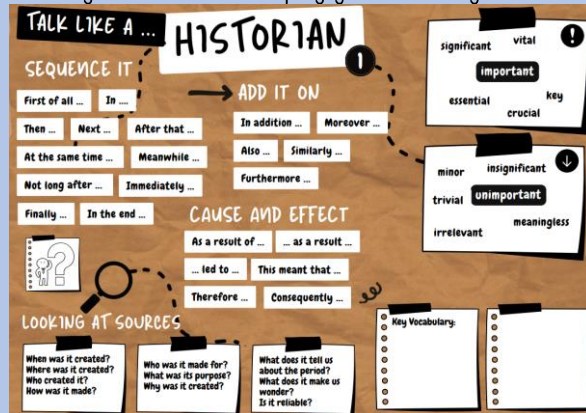 TALK LIKE A ...
HISTORIAN
1
SEQUENCE IT
First of all ... In ....
Then ... Next ... After that ...
At the same time ... Meanwhile ...
Not long after ... Immediately ...
Finally ... In the end ...
ADD IT ON
In addition ... Moreover ...
Also ... Similarly ...
Furthermore ...
CAUSE AND EFFECT
As a result of ... ... as a result ...
... led to ... This meant that ...
Therefore ... Consequently ...
significant vital
important
essential key
crucial
minor insignificant
trivial unimportant
irrelevant meaningless
LOOKING AT SOURCES
When was it created?
Where was it created?
Who created it?
How was it made?
Who was it made for?
What was its purpose?
Why was it created?
What does it tell us
about the period?
What does it make us
wonder?
Is it reliable?
Key Vocabulary: